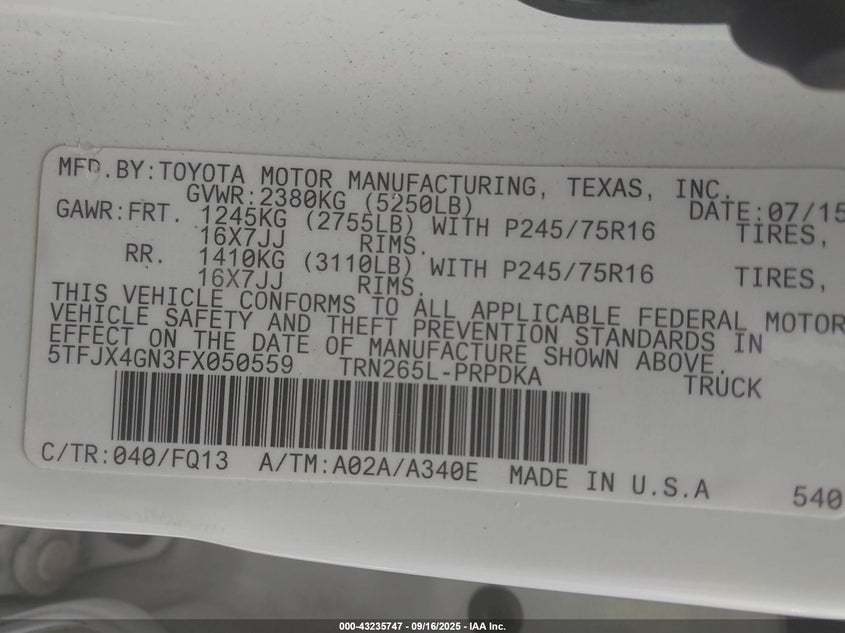 MFD.BY:TOYOTA MOTOR MANUFACTURING, TEXAS, INC.
GVWR:2380KG (5250LB) DATE:07/15
GAWR:FRT. 1245KG (2755LB) WITH P245/75R16 TIRES,
16X7JJ RIMS.
RR. 1410KG (3110LB) WITH P245/75R16 TIRES,
16X7JJ RIMS.
THIS VEHICLE CONFORMS TO ALL APPLICABLE FEDERAL MOTOR
VEHICLE SAFETY AND THEFT PREVENTION STANDARDS IN
EFFECT ON THE DATE OF MANUFACTURE SHOWN ABOVE.
5TFJX4GN3FX050559 TRN265L-PRPDKA TRUCK
C/TR:040/FQ13 A/TM:A02A/A340E MADE IN U.S.A
540
000-43235747 - 09/16/2025 - IAA Inc.